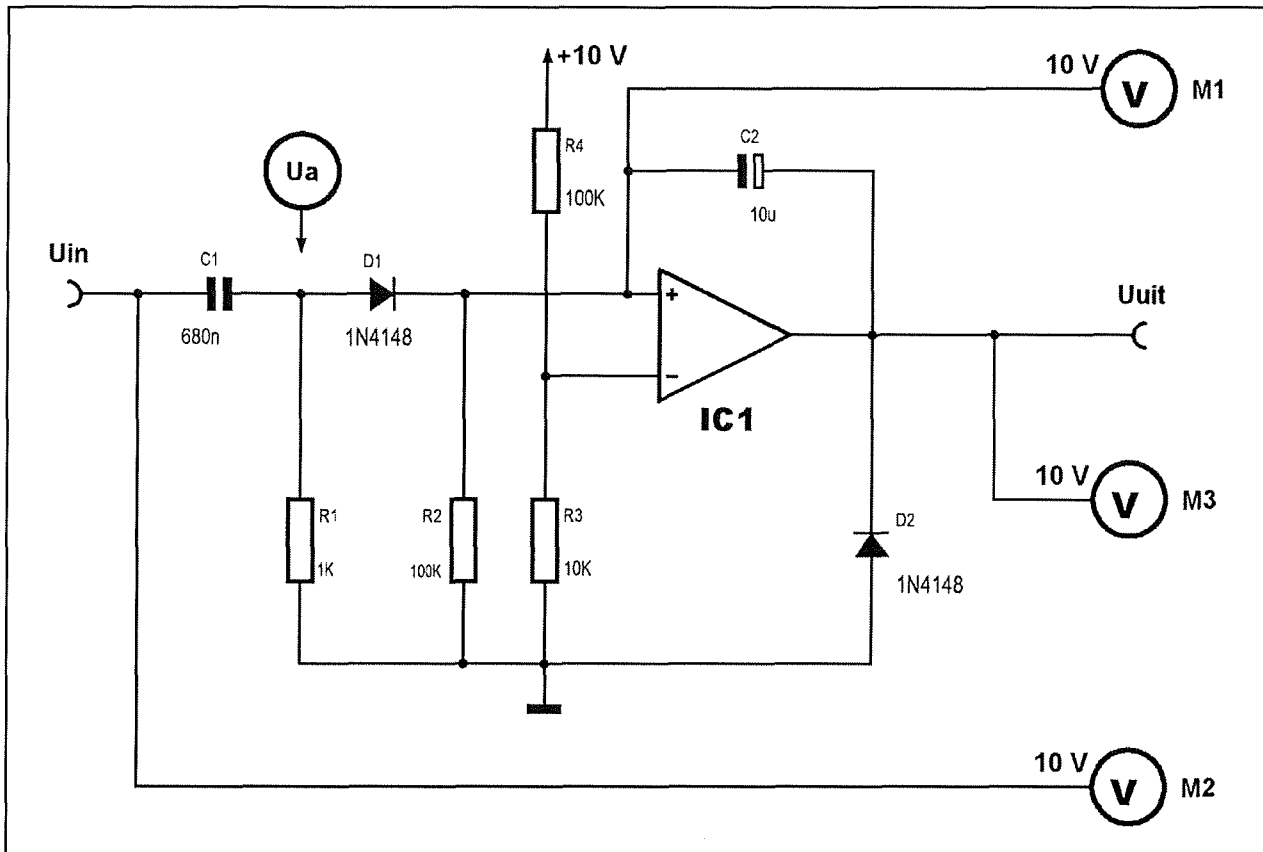 +10 V
10 V
V
M1
R4
100K
C2
10u
Ua
Uin
C1
680n
D1
1N4148
+
−
IC1
Uuit
R1
1K
R2
100K
R3
10K
D2
1N4148
10 V
V
M3
10 V
V
M2